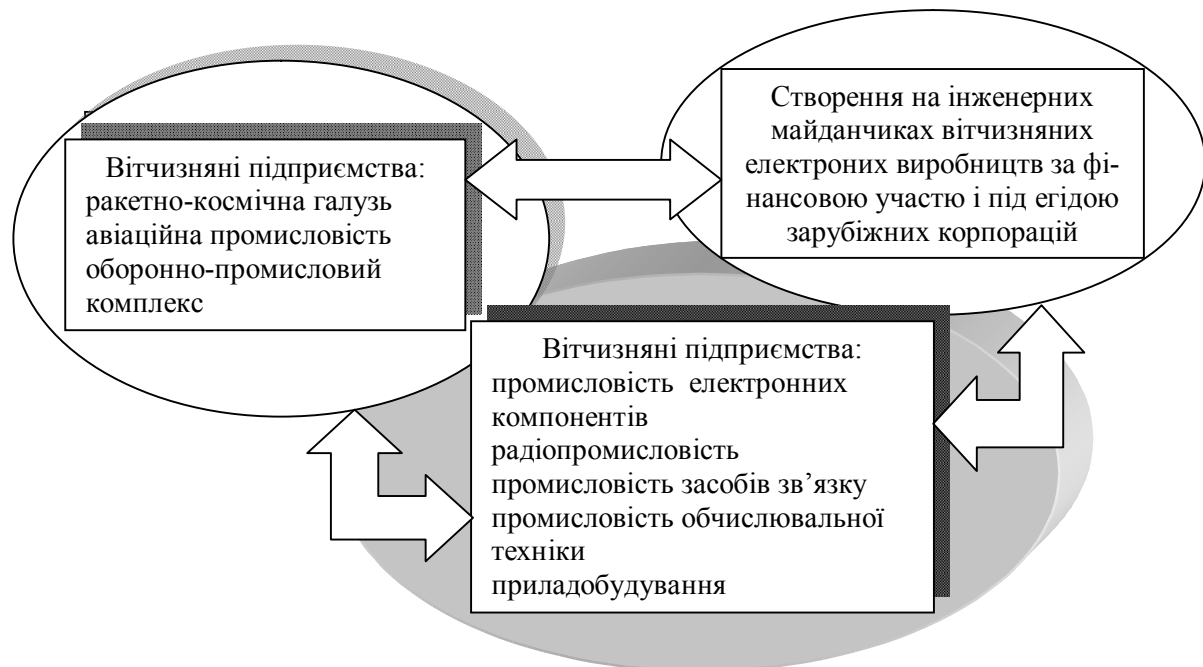 Вітчизняні підприємства:
ракетно-космічна галузь
авіаційна промисловість
оборонно-промисловий
комплекс
Створення на інженерних
майданчиках вітчизняних
електроних виробництв за фі-
нансовою участю і під егідою
зарубіжних корпорацій
Вітчизняні підприємства:
промисловість електронних
компонентів
радіопромисловість
промисловість засобів зв’язку
промисловість обчислювальної
техніки
приладобудування